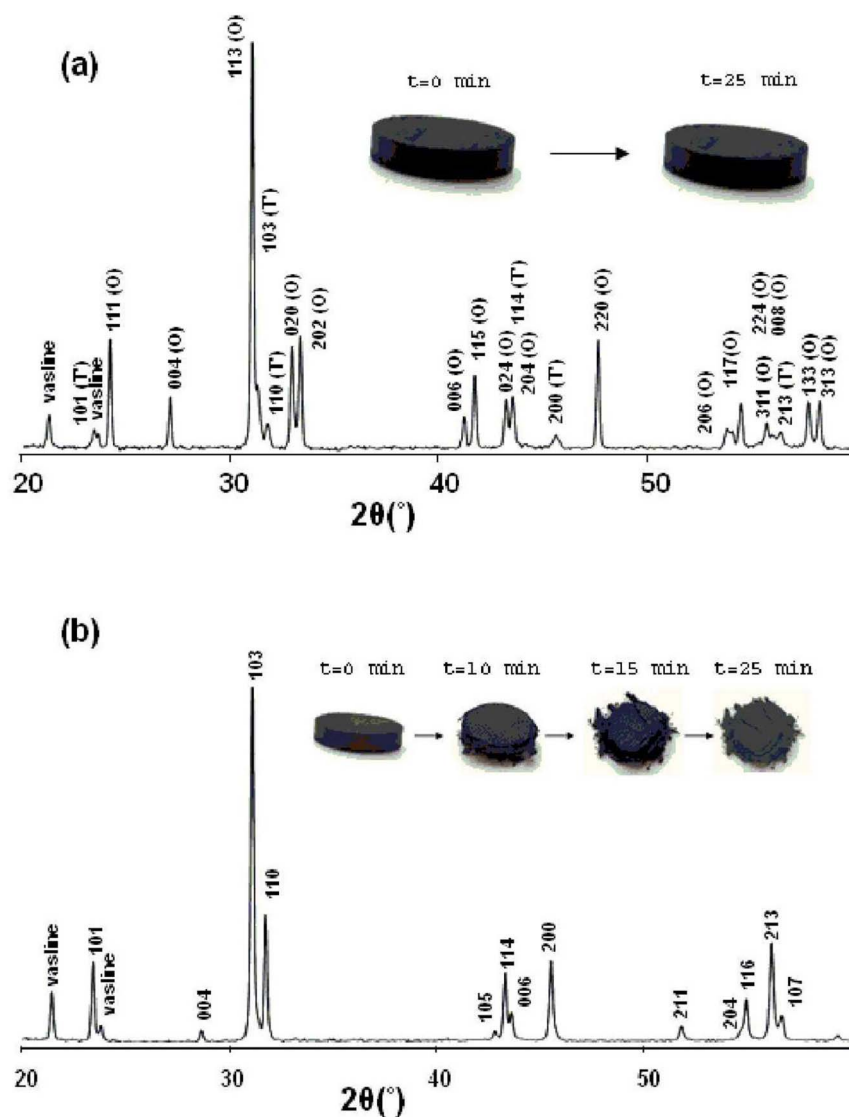 (a)
t=0 min
t=25 min
vasline
101 (T')
vasline
111 (O)
004 (O)
113 (O)
103 (T')
110 (T')
020 (O)
202 (O)
006 (O)
115 (O)
024 (O)
204 (O)
114 (T')
200 (T')
220 (O)
206 (O)
117(O)
311 (O)
224 (O)
008 (O)
213 (T')
133 (O)
313 (O)
20
30
40
50
2θ(°)
(b)
t=0 min
t=10 min
t=15 min
t=25 min
vasline
101
vasline
004
103
110
105
114
006
200
211
204
116
213
107
20
30
40
50
2θ(°)